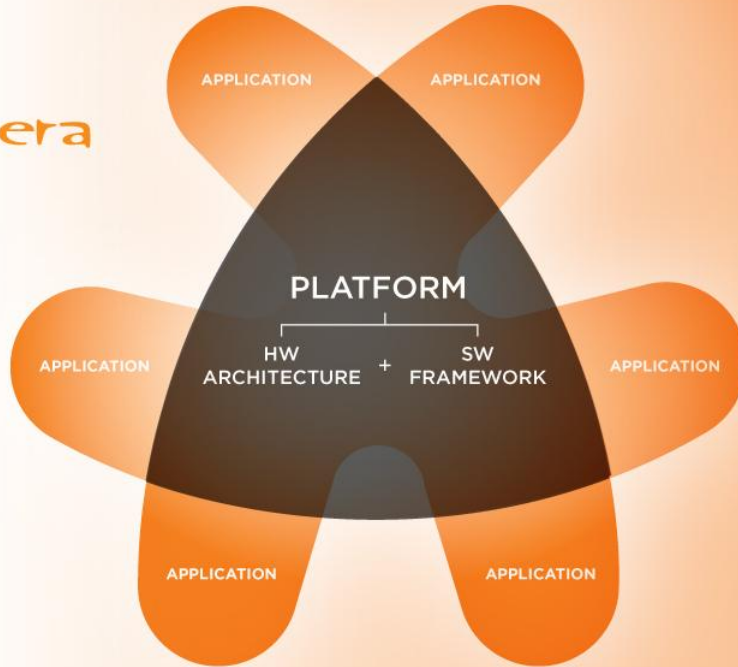 APPLICATION APPLICATION
era
PLATFORM
HW ARCHITECTURE + SW FRAMEWORK
APPLICATION APPLICATION
APPLICATION APPLICATION